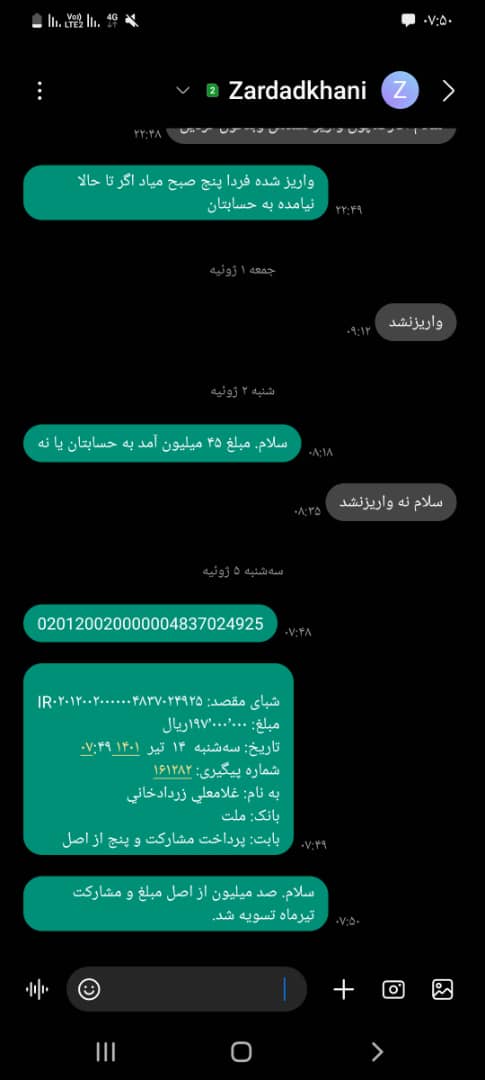 ۰۷:۵۰
Vo))
LTE2
4G
2
Zardadkhani
Z
۲۲:۴۸
واریز شده فردا پنج صبح میاد اگر تا حالا
نیامده به حسابتان
۲۲:۴۹
جمعه ۱ ژوئیه
واریزنشد
۰۹:۱۲
شنبه ۲ ژوئیه
سلام. مبلغ ۴۵ میلیون آمد به حسابتان یا نه
۰۸:۱۸
سلام نه واریزنشد
۰۸:۳۵
سه‌شنبه ۵ ژوئیه
020120020000004837024925
۰۷:۴۸
شبای مقصد: IR۰۲۰۱۲۰۰۲۰۰۰۰۰۰۴۸۳۷۰۲۴۹۲۵
مبلغ: ۱۹۷٬۰۰۰٬۰۰۰ریال
تاریخ: سه‌شنبه ۱۴ تیر ۱۴۰۱ ۰۷:۴۹
شماره پیگیری: ۱۶۱۲۸۲
به نام: غلامعلي زردادخاني
بانک: ملت
بابت: پرداخت مشارکت و پنج از اصل
۰۷:۴۹
سلام. صد میلیون از اصل مبلغ و مشارکت
تیرماه تسویه شد.
۰۷:۵۰